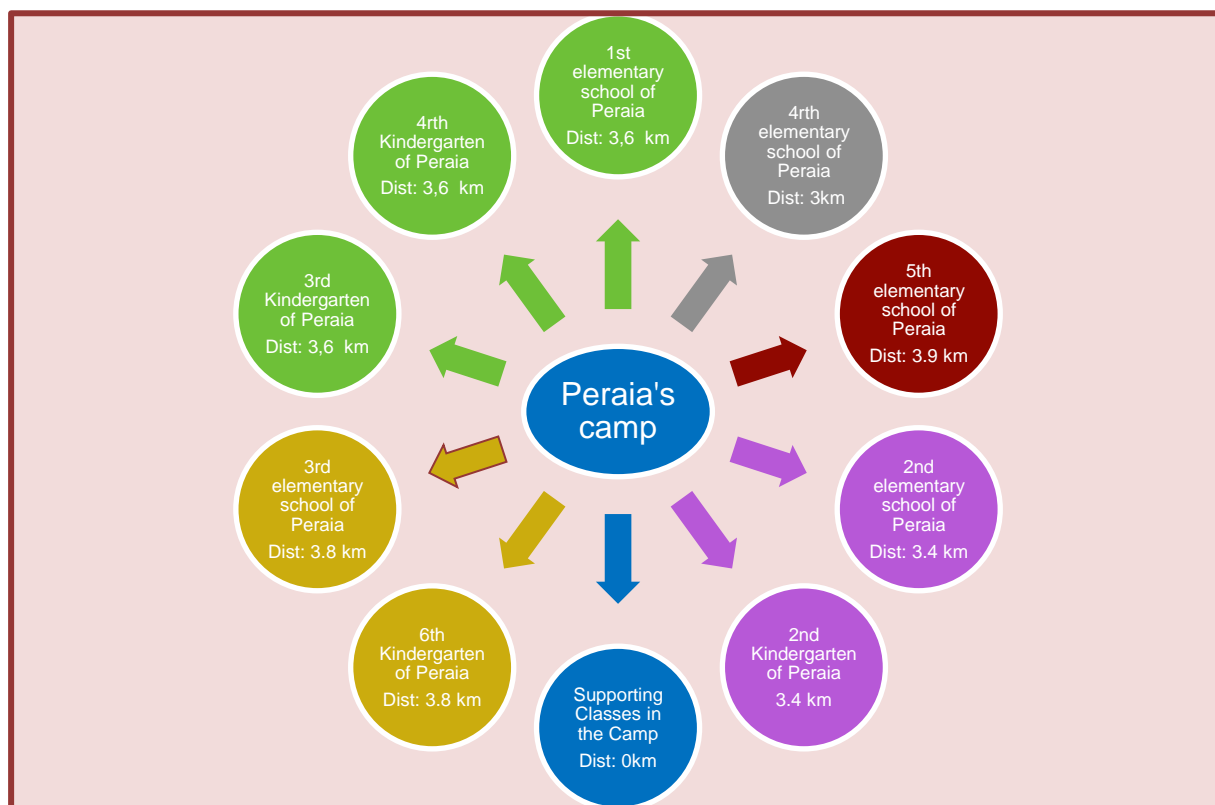 1st
elementary
school of
Peraia
Dist: 3,6 km
4rth
elementary
school of
Peraia
Dist: 3km
5th
elementary
school of
Peraia
Dist: 3.9 km
2nd
elementary
school of
Peraia
Dist: 3.4 km
2nd
Kindergarten
of Peraia
3.4 km
Supporting
Classes in
the Camp
Dist: 0km
6th
Kindergarten
of Peraia
Dist: 3.8 km
3rd
elementary
school of
Peraia
Dist: 3.8 km
3rd
Kindergarten
of Peraia
Dist: 3,6 km
4rth
Kindergarten
of Peraia
Dist: 3,6 km
Peraia's
camp